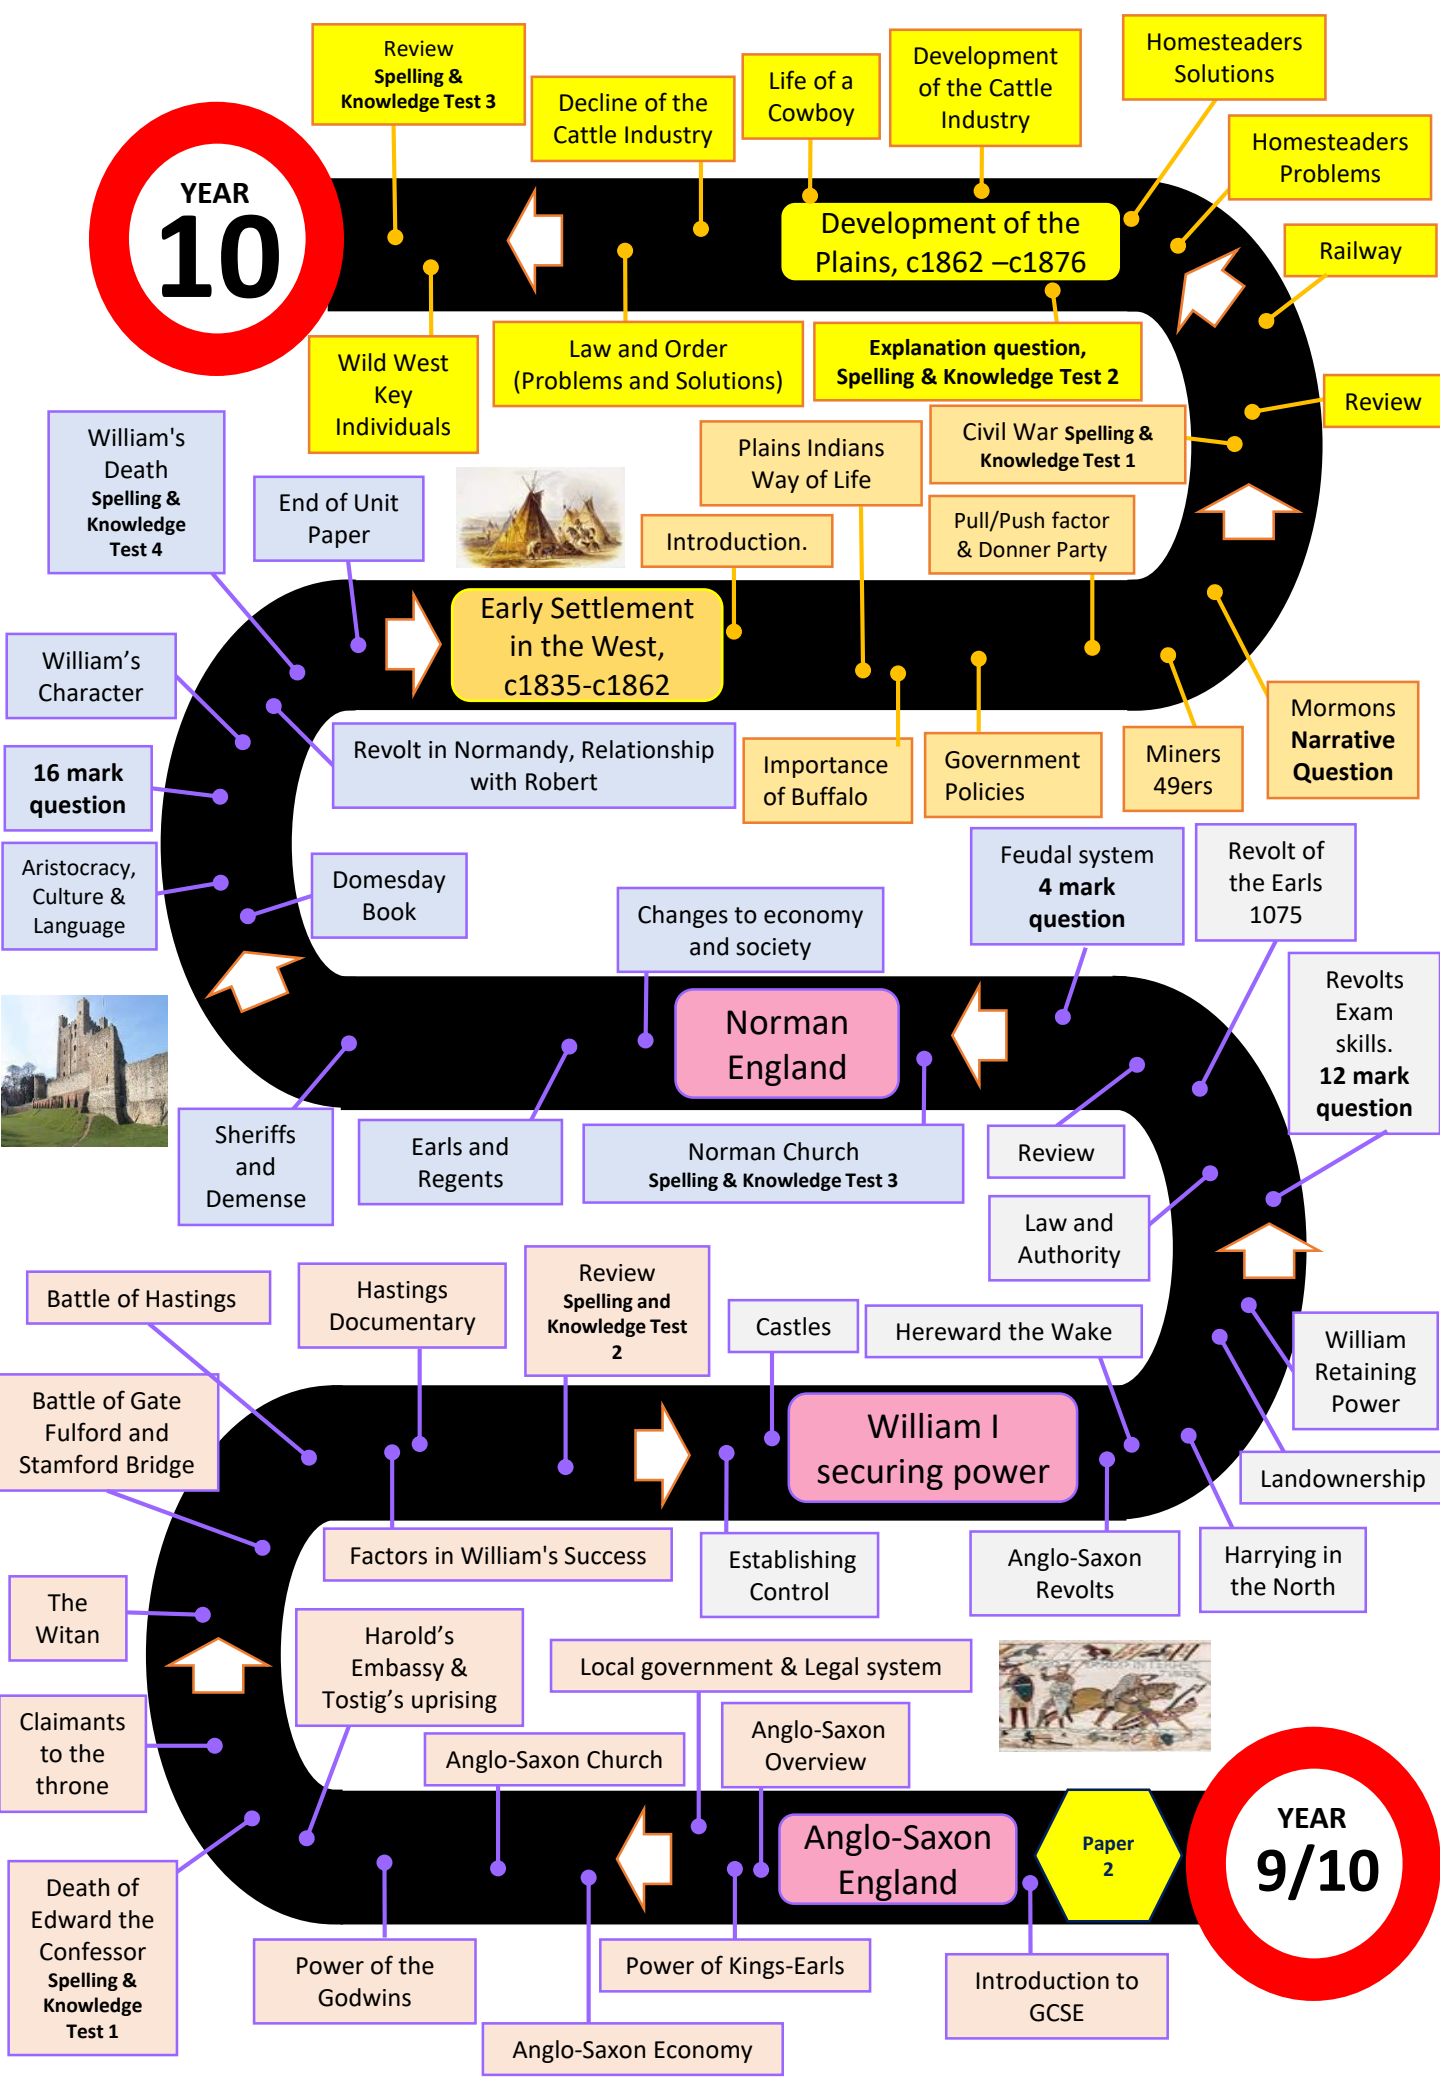 Review
Spelling &
Knowledge Test 3
Decline of the
Cattle Industry
Life of a
Cowboy
Development
of the Cattle
Industry
Homesteaders
Solutions
Homesteaders
Problems
Railway
YEAR
10
Development of the
Plains, c1862 –c1876
Wild West
Key
Individuals
Law and Order
(Problems and Solutions)
Explanation question,
Spelling & Knowledge Test 2
Review
William's
Death
Spelling &
Knowledge
Test 4
End of Unit
Paper
Plains Indians
Way of Life
Civil War Spelling &
Knowledge Test 1
Introduction.
Pull/Push factor
& Donner Party
Early Settlement
in the West,
c1835-c1862
William’s
Character
Revolt in Normandy, Relationship
with Robert
Importance
of Buffalo
Government
Policies
Miners
49ers
Mormons
Narrative
Question
16 mark
question
Aristocracy,
Culture &
Language
Domesday
Book
Changes to economy
and society
Feudal system
4 mark
question
Revolt of
the Earls
1075
Revolts
Exam
skills.
12 mark
question
Norman
England
Sheriffs
and
Demense
Earls and
Regents
Norman Church
Spelling & Knowledge Test 3
Review
Law and
Authority
Battle of Hastings
Hastings
Documentary
Review
Spelling and
Knowledge Test
2
Castles
Hereward the Wake
William
Retaining
Power
Battle of Gate
Fulford and
Stamford Bridge
William I
securing power
Landownership
Factors in William's Success
Establishing
Control
Anglo-Saxon
Revolts
Harrying in
the North
The
Witan
Harold’s
Embassy &
Tostig’s uprising
Local government & Legal system
Claimants
to the
throne
Anglo-Saxon Church
Anglo-Saxon
Overview
Anglo-Saxon
England
Paper
2
YEAR
9/10
Death of
Edward the
Confessor
Spelling &
Knowledge
Test 1
Power of the
Godwins
Power of Kings-Earls
Introduction to
GCSE
Anglo-Saxon Economy